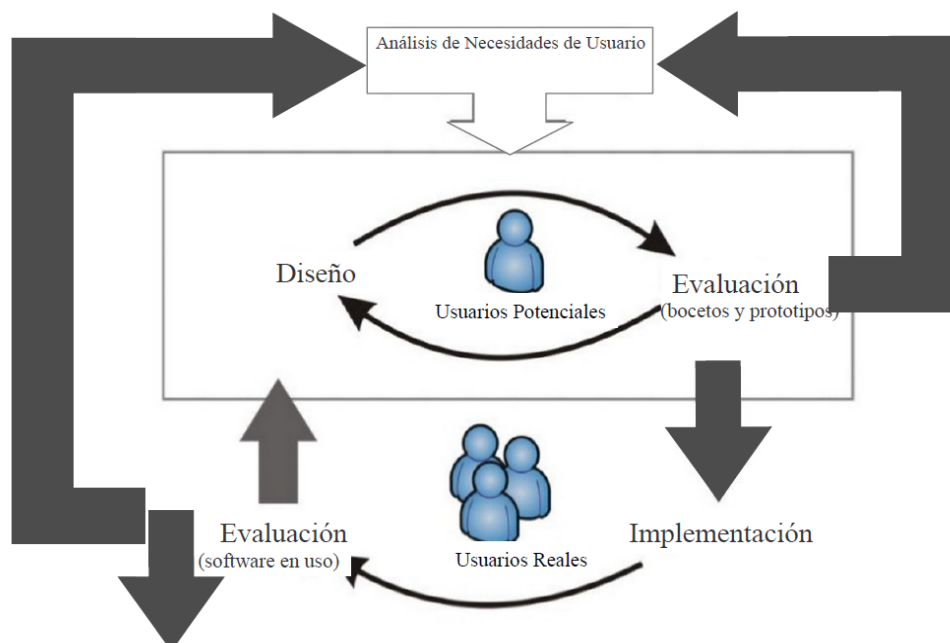 Análisis de Necesidades de Usuario
Diseño
Evaluación
(bocetos y prototipos)
Usuarios Potenciales
Evaluación
(software en uso)
Usuarios Reales
Implementación